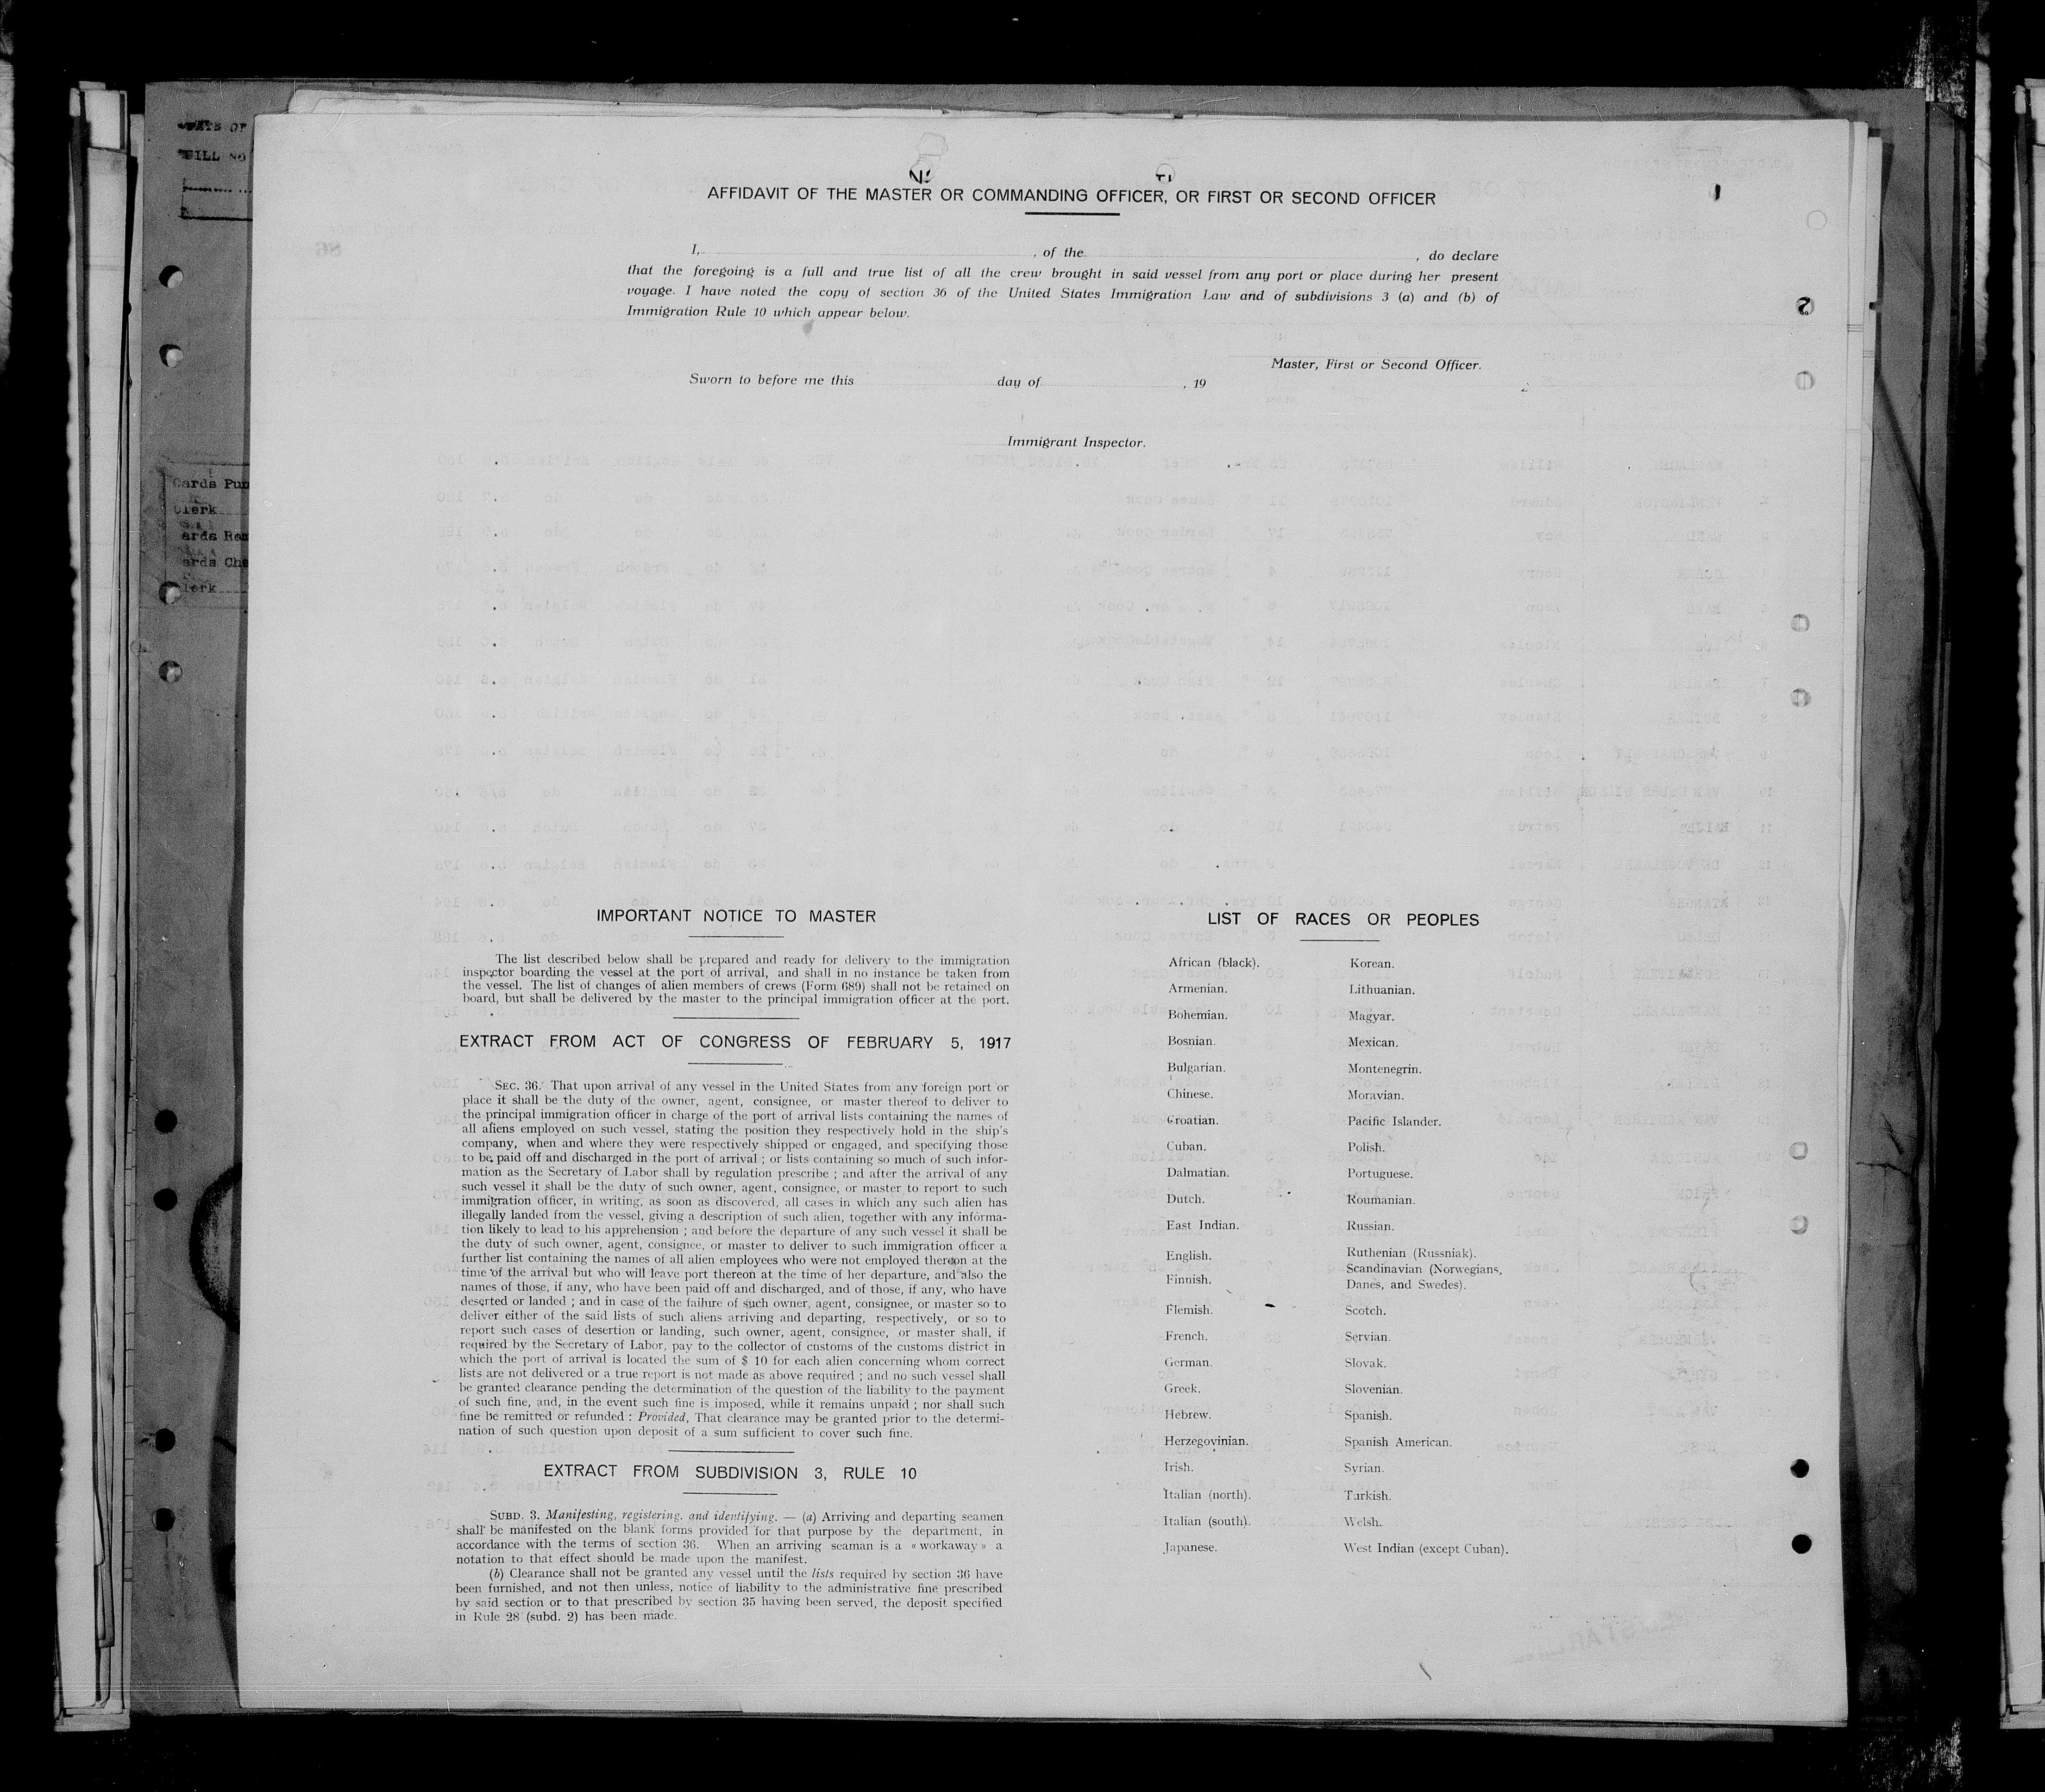 DATE OF
BILL NO
Cards Pun
Clerk
ards Rem
ards Che
lerk
AFFIDAVIT OF THE MASTER OR COMMANDING OFFICER, OR FIRST OR SECOND OFFICER
I, , of the , do declare
that the foregoing is a full and true list of all the crew brought in said vessel from any port or place during her present
voyage. I have noted the copy of section 36 of the United States Immigration Law and of subdivisions 3 (a) and (b) of
Immigration Rule 10 which appear below.
Master, First or Second Officer.
Sworn to before me this day of , 19
Immigrant Inspector.
IMPORTANT NOTICE TO MASTER
The list described below shall be prepared and ready for delivery to the immigration
inspector boarding the vessel at the port of arrival, and shall in no instance be taken from
the vessel. The list of changes of alien members of crews (Form 689) shall not be retained on
board, but shall be delivered by the master to the principal immigration officer at the port.
EXTRACT FROM ACT OF CONGRESS OF FEBRUARY 5, 1917
SEC. 36. That upon arrival of any vessel in the United States from any foreign port or
place it shall be the duty of the owner, agent, consignee, or master thereof to deliver to
the principal immigration officer in charge of the port of arrival lists containing the names of
all aliens employed on such vessel, stating the position they respectively hold in the ship's
company, when and where they were respectively shipped or engaged, and specifying those
to be paid off and discharged in the port of arrival ; or lists containing so much of such infor-
mation as the Secretary of Labor shall by regulation prescribe ; and after the arrival of any
such vessel it shall be the duty of such owner, agent, consignee, or master to report to such
immigration officer, in writing, as soon as discovered, all cases in which any such alien has
illegally landed from the vessel, giving a description of such alien, together with any informa-
tion likely to lead to his apprehension ; and before the departure of any such vessel it shall be
the duty of such owner, agent, consignee, or master to deliver to such immigration officer a
further list containing the names of all alien employees who were not employed thereon at the
time of the arrival but who will leave port thereon at the time of her departure, and also the
names of those, if any, who have been paid off and discharged, and of those, if any, who have
deserted or landed ; and in case of the failure of such owner, agent, consignee, or master so to
deliver either of the said lists of such aliens arriving and departing, respectively, or so to
report such cases of desertion or landing, such owner, agent, consignee, or master shall, if
required by the Secretary of Labor, pay to the collector of customs of the customs district in
which the port of arrival is located the sum of $ 10 for each alien concerning whom correct
lists are not delivered or a true report is not made as above required ; and no such vessel shall
be granted clearance pending the determination of the question of the liability to the payment
of such fine, and, in the event such fine is imposed, while it remains unpaid ; nor shall such
fine be remitted or refunded : Provided, That clearance may be granted prior to the determi-
nation of such question upon deposit of a sum sufficient to cover such fine.
EXTRACT FROM SUBDIVISION 3, RULE 10
SUBD. 3. Manifesting, registering, and identifying. — (a) Arriving and departing seamen
shall be manifested on the blank forms provided for that purpose by the department, in
accordance with the terms of section 36. When an arriving seaman is a « workaway » a
notation to that effect should be made upon the manifest.
(b) Clearance shall not be granted any vessel until the lists required by section 36 have
been furnished, and not then unless, notice of liability to the administrative fine prescribed
by said section or to that prescribed by section 35 having been served, the deposit specified
in Rule 28 (subd. 2) has been made.
LIST OF RACES OR PEOPLES
African (black).
Armenian.
Bohemian.
Bosnian.
Bulgarian.
Chinese.
Croatian.
Cuban.
Dalmatian.
Dutch.
East Indian.
English.
Finnish.
Flemish.
French.
German.
Greek.
Hebrew.
Herzegovinian.
Irish.
Italian (north).
Italian (south).
Japanese.
Korean.
Lithuanian.
Magyar.
Mexican.
Montenegrin.
Moravian.
Pacific Islander.
Polish.
Portuguese.
Roumanian.
Russian.
Ruthenian (Russniak).
Scandinavian (Norwegians,
Danes, and Swedes).
Scotch.
Servian.
Slovak.
Slovenian.
Spanish.
Spanish American.
Syrian.
Turkish.
Welsh.
West Indian (except Cuban).